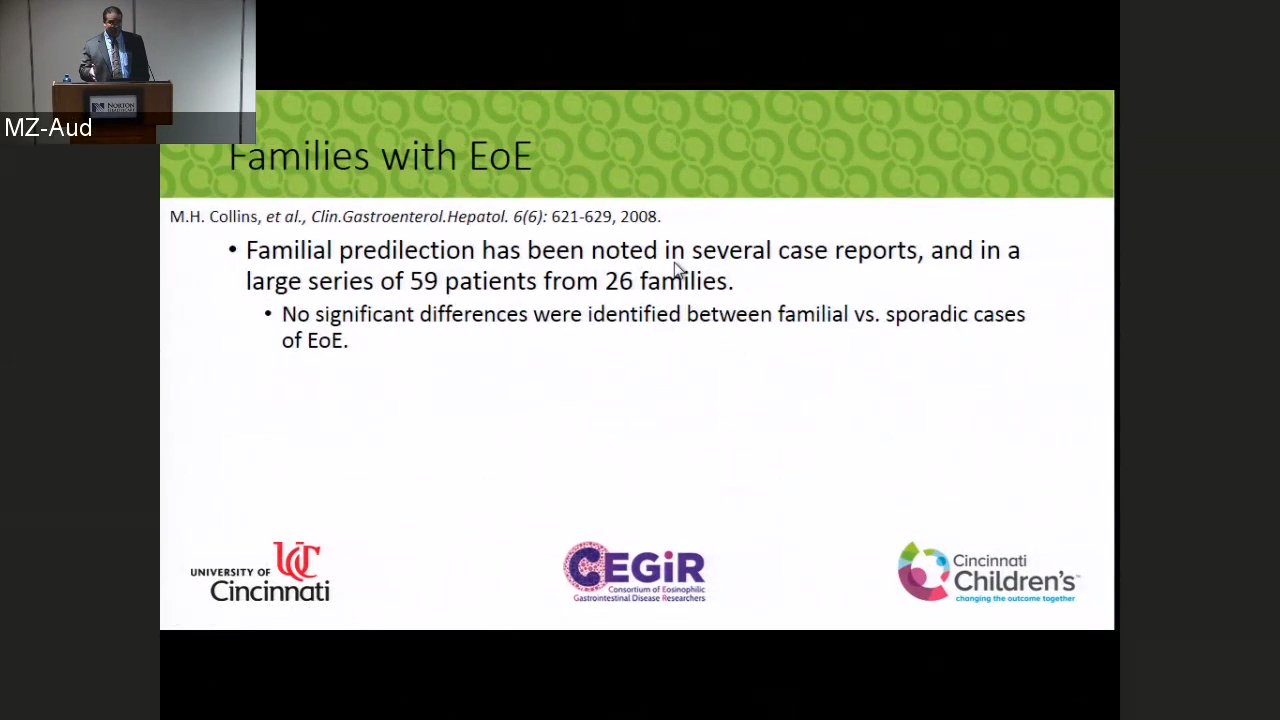 NORTON
MZ-Aud
Families with EoE
M.H. Collins, et al., Clin.Gastroenterol.Hepatol. 6(6): 621-629, 2008.
• Familial predilection has been noted in several case reports, and in a
large series of 59 patients from 26 families.
• No significant differences were identified between familial vs. sporadic cases
of EoE.
UNIVERSITY OF
Cincinnati
CEGiR
Consortium of Eosinophilic
Gastrointestinal Disease Researchers
Cincinnati
Children's™
changing the outcome together